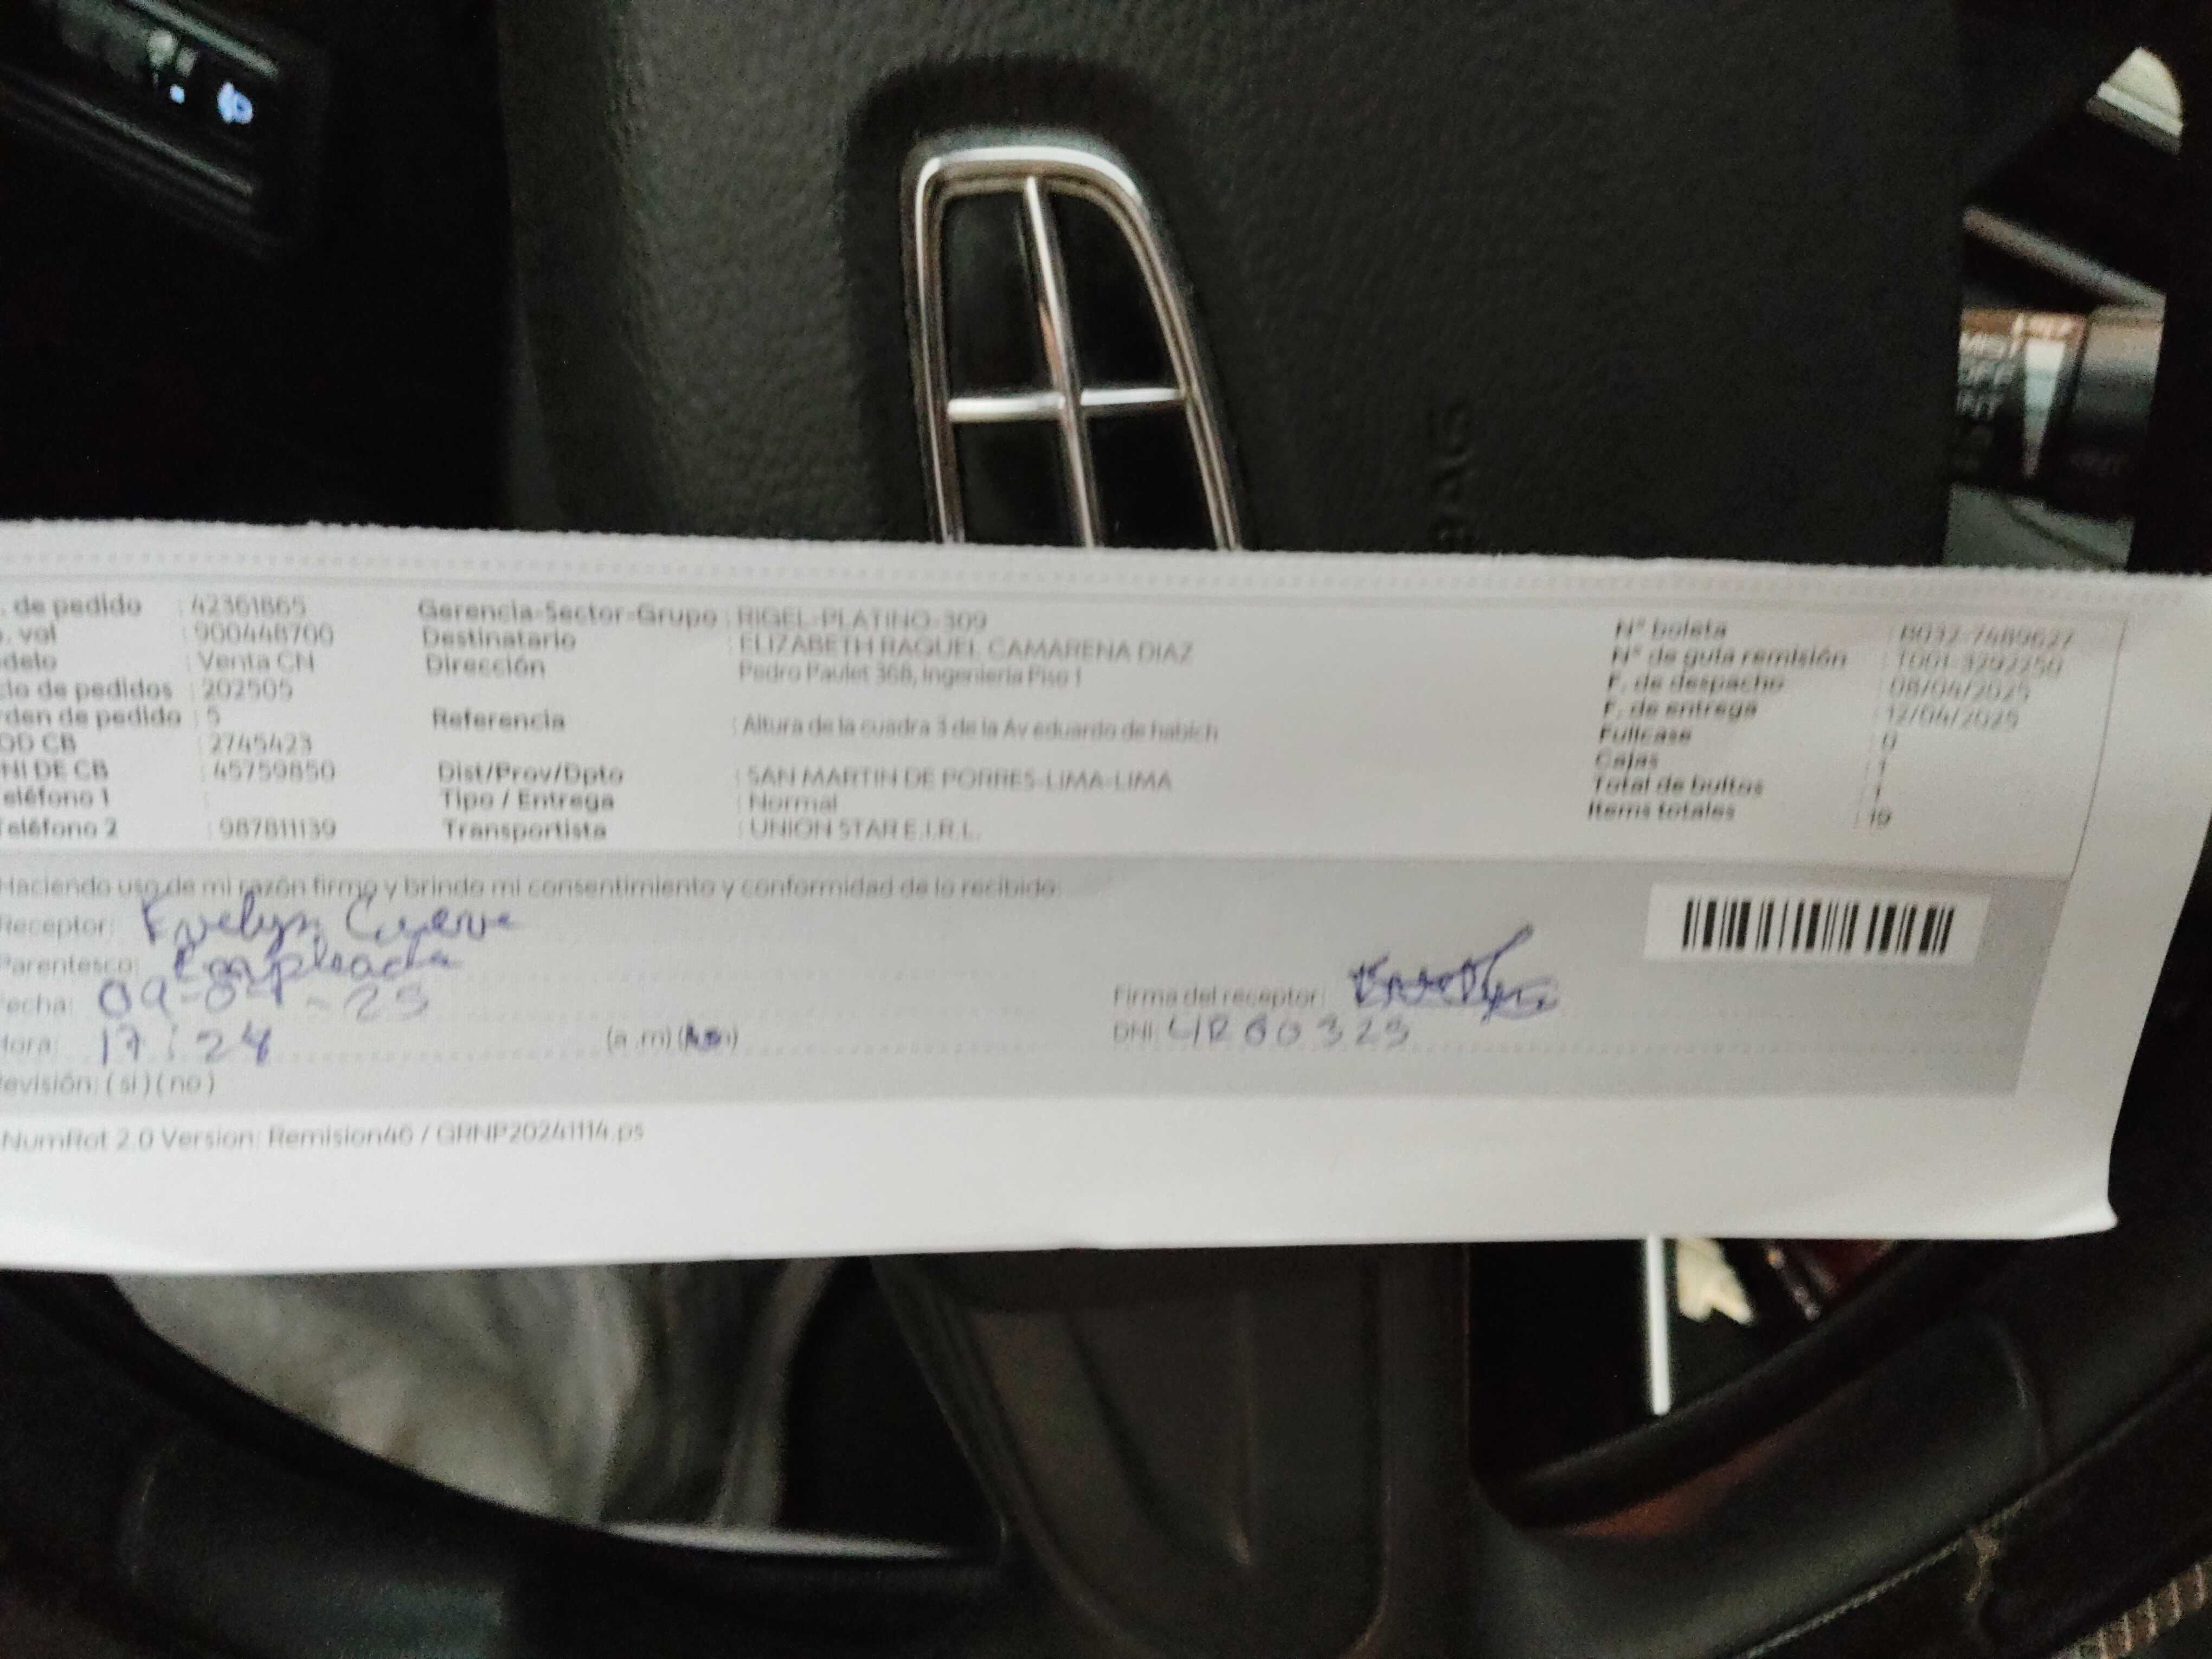 . de pedido : 42361865
. vol : 900448700
delo : Venta CN
clo de pedidos : 202505
rden de pedido : 5
OD CB : 2745423
NI DE CB : 45759850
eléfono 1 :
Teléfono 2 : 987811139
Gerencia-Sector-Grupo : RIGEL-PLATINO-309
Destinatario : ELIZABETH RAQUEL CAMARENA DIAZ
Dirección : Pedro Paulet 368, Ingenieria Piso 1
Referencia : Altura de la cuadra 3 de la Av eduardo de habich
Dist/Prov/Dpto : SAN MARTIN DE PORRES-LIMA-LIMA
Tipo / Entrega : Normal
Transportista : UNION STAR E.I.R.L.
N° boleta : B032-7489627
N° de guia remisión : T001-3292250
F. de despacho : 08/04/2025
F. de entrega : 12/04/2025
Fullcase : 0
Cajas : 1
Total de bultos : 1
Items totales : 19
Haciendo uso de mi razón firmo y brindo mi consentimiento y conformidad de lo recibido:
Receptor: Evelyn
Parentesco: Empleada
Fecha: 09-04-25
Hora: 17:24 (a.m)
evisión: (si) (no)
Firma del receptor:
DNI:
NumRot 2.0 Version: Remision46 / GRNP20241114.ps
MIST
OFF
INT